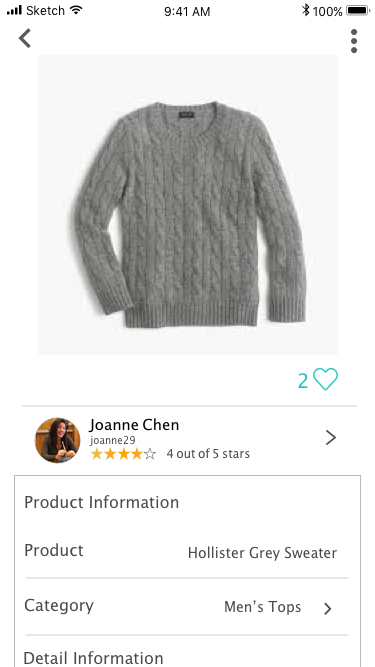 Sketch 9:41 AM 100%
2
Joanne Chen
joanne29
4 out of 5 stars
Product Information
Product Hollister Grey Sweater
Category Men's Tops
Detail Information